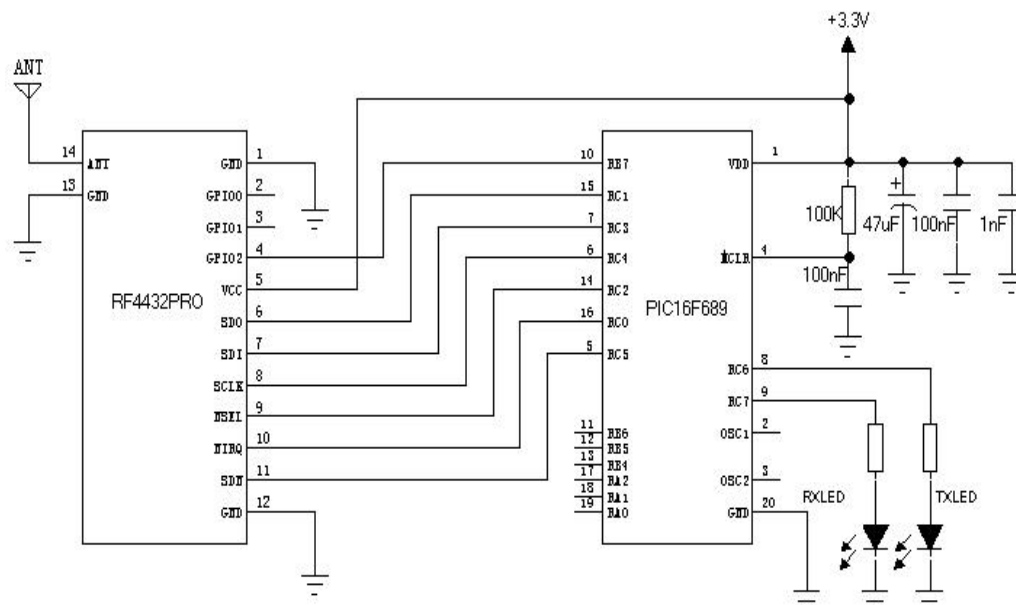 +3.3V
ANT
14 ANT
13 GND
GND 1
GPIO0 2
GPIO1 3
GPIO2 4
VCC 5
SDO 6
SDI 7
SCLK 8
NSEL 9
NIRQ 10
SDN 11
GND 12
RF4432PRO
10 RB7
15 RC1
7 RC3
6 RC4
14 RC2
16 RC0
5 RC5
11 RB6
12 RB5
13 RB4
17 RA2
18 RA1
19 RA0
PIC16F689
VDD 1
MCLR 4
RC6 8
RC7 9
OSC1 2
OSC2 3
GND 20
100K
+
47uF
100nF
1nF
100nF
RXLED
TXLED